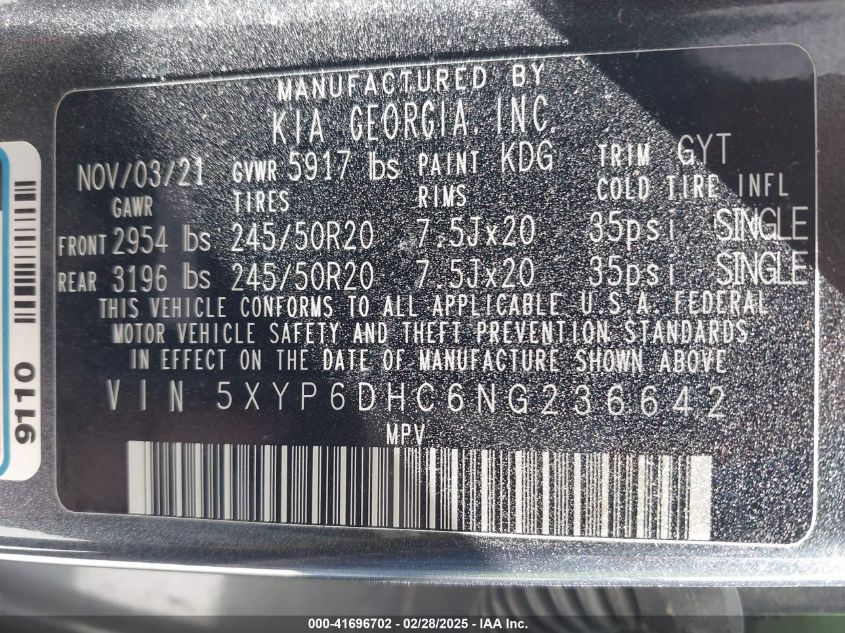 MANUFACTURED BY
KIA GEORGIA, INC.
NOV/03/21 GVWR 5917 lbs PAINT KDG TRIM GYT
GAWR TIRES RIMS COLD TIRE INFL
FRONT 2954 lbs 245/50R20 7.5Jx20 35psi SINGLE
REAR 3196 lbs 245/50R20 7.5Jx20 35psi SINGLE
THIS VEHICLE CONFORMS TO ALL APPLICABLE U.S.A. FEDERAL
MOTOR VEHICLE SAFETY AND THEFT PREVENTION STANDARDS
IN EFFECT ON THE DATE OF MANUFACTURE SHOWN ABOVE
VIN 5XYP6DHC6NG236642
MPV
9110
000-41696702 - 02/28/2025 - IAA Inc.